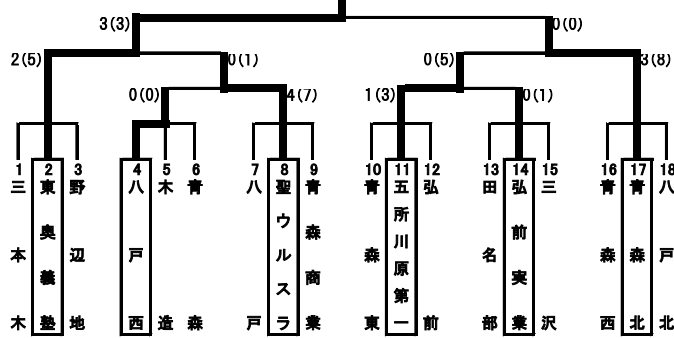 3(3)
0(0)
2(5)
0(1)
0(5)
3(8)
0(0)
4(7)
1(3)
0(1)
1 三本木
2 東奥義塾
3 野辺地
4 八戸西
5 木造
6 青森
7 八戸
8 聖ウルスラ
9 青森商業
10 青森東
11 五所川原第一
12 弘前
13 田名部
14 弘前実業
15 三沢
16 青森西
17 青森北
18 八戸北